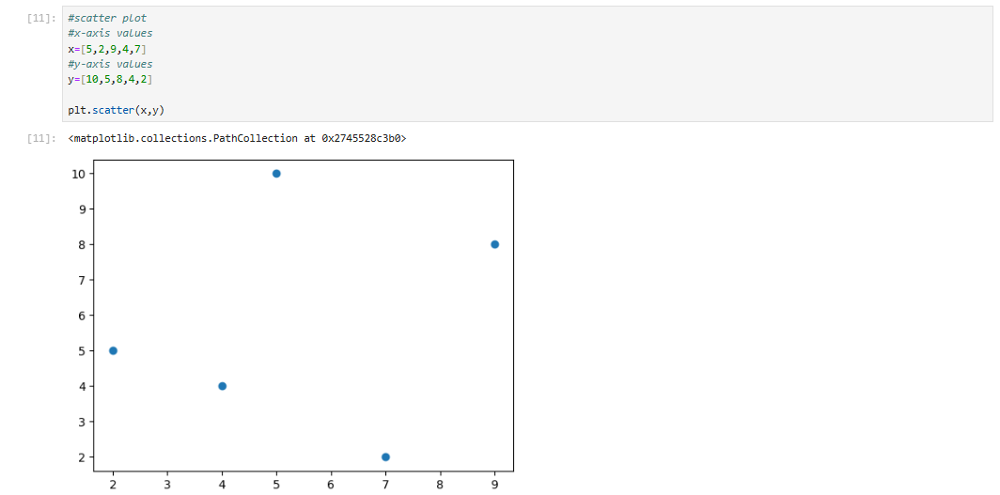 [11]: #scatter plot
#x-axis values
x=[5,2,9,4,7]
#y-axis values
y=[10,5,8,4,2]
plt.scatter(x,y)
[11]: <matplotlib.collections.PathCollection at 0x2745528c3b0>
10
9
8
7
6
5
4
3
2
2 3 4 5 6 7 8 9